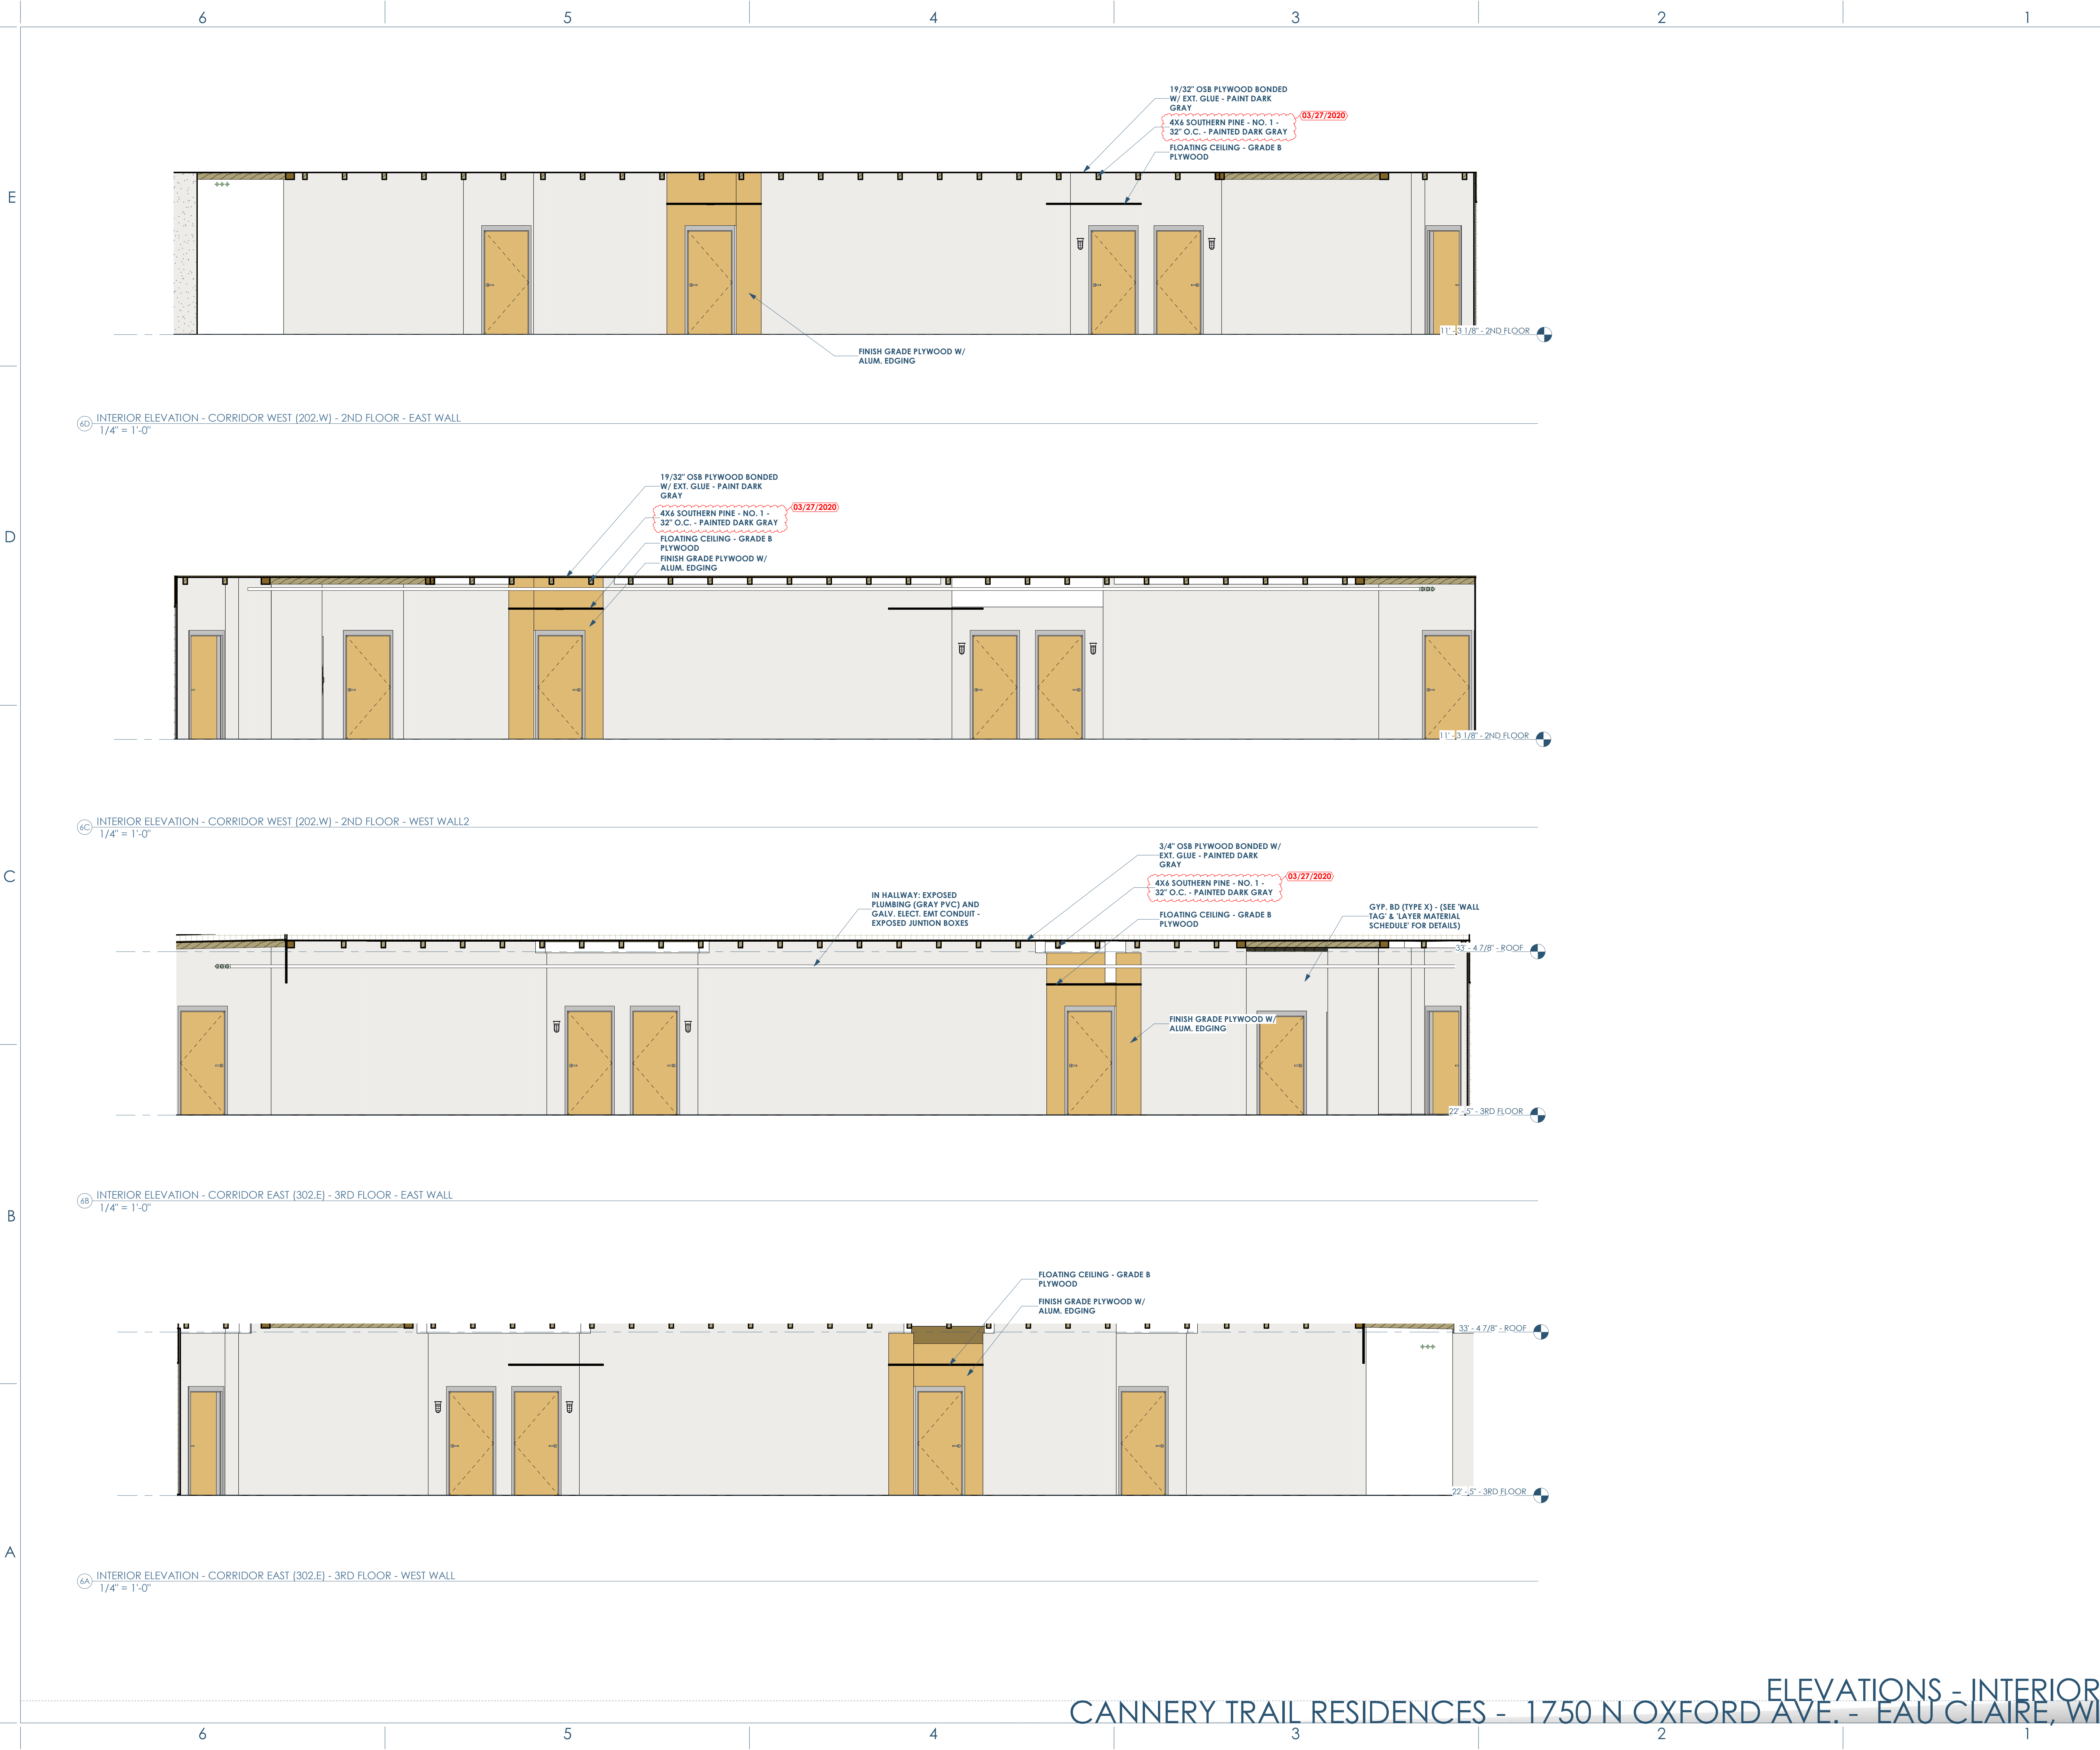 6 5 4 3 2 1
E
19/32" OSB PLYWOOD BONDED
W/ EXT. GLUE - PAINT DARK
GRAY
03/27/2020
4X6 SOUTHERN PINE - NO. 1 -
32" O.C. - PAINTED DARK GRAY
FLOATING CEILING - GRADE B
PLYWOOD
11' - 3 1/8" - 2ND FLOOR
FINISH GRADE PLYWOOD W/
ALUM. EDGING
6D
INTERIOR ELEVATION - CORRIDOR WEST (202.W) - 2ND FLOOR - EAST WALL
1/4" = 1'-0"
D
19/32" OSB PLYWOOD BONDED
W/ EXT. GLUE - PAINT DARK
GRAY
03/27/2020
4X6 SOUTHERN PINE - NO. 1 -
32" O.C. - PAINTED DARK GRAY
FLOATING CEILING - GRADE B
PLYWOOD
FINISH GRADE PLYWOOD W/
ALUM. EDGING
11' - 3 1/8" - 2ND FLOOR
6C
INTERIOR ELEVATION - CORRIDOR WEST (202.W) - 2ND FLOOR - WEST WALL2
1/4" = 1'-0"
C
3/4" OSB PLYWOOD BONDED W/
EXT. GLUE - PAINTED DARK
GRAY
03/27/2020
4X6 SOUTHERN PINE - NO. 1 -
32" O.C. - PAINTED DARK GRAY
IN HALLWAY: EXPOSED
PLUMBING (GRAY PVC) AND
GALV. ELECT. EMT CONDUIT -
EXPOSED JUNTION BOXES
FLOATING CEILING - GRADE B
PLYWOOD
GYP. BD (TYPE X) - (SEE 'WALL
TAG' & 'LAYER MATERIAL
SCHEDULE' FOR DETAILS)
33' - 4 7/8" - ROOF
FINISH GRADE PLYWOOD W/
ALUM. EDGING
22' - 5" - 3RD FLOOR
6B
INTERIOR ELEVATION - CORRIDOR EAST (302.E) - 3RD FLOOR - EAST WALL
1/4" = 1'-0"
B
FLOATING CEILING - GRADE B
PLYWOOD
FINISH GRADE PLYWOOD W/
ALUM. EDGING
33' - 4 7/8" - ROOF
22' - 5" - 3RD FLOOR
A
6A
INTERIOR ELEVATION - CORRIDOR EAST (302.E) - 3RD FLOOR - WEST WALL
1/4" = 1'-0"
ELEVATIONS - INTERIOR
CANNERY TRAIL RESIDENCES - 1750 N OXFORD AVE. - EAU CLAIRE, WI
6 5 4 3 2 1